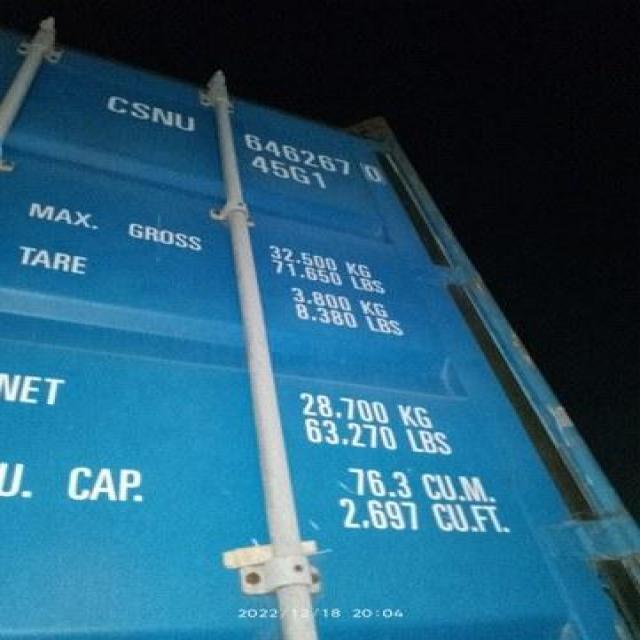 CSNU 646267 0
45G1
MAX. GROSS 32.500 KG
71.650 LBS
TARE 3.800 KG
8.380 LBS
NET 28.700 KG
63.270 LBS
U. CAP. 76.3 CU.M.
2.697 CU.FT.
2022/12/18 20:04